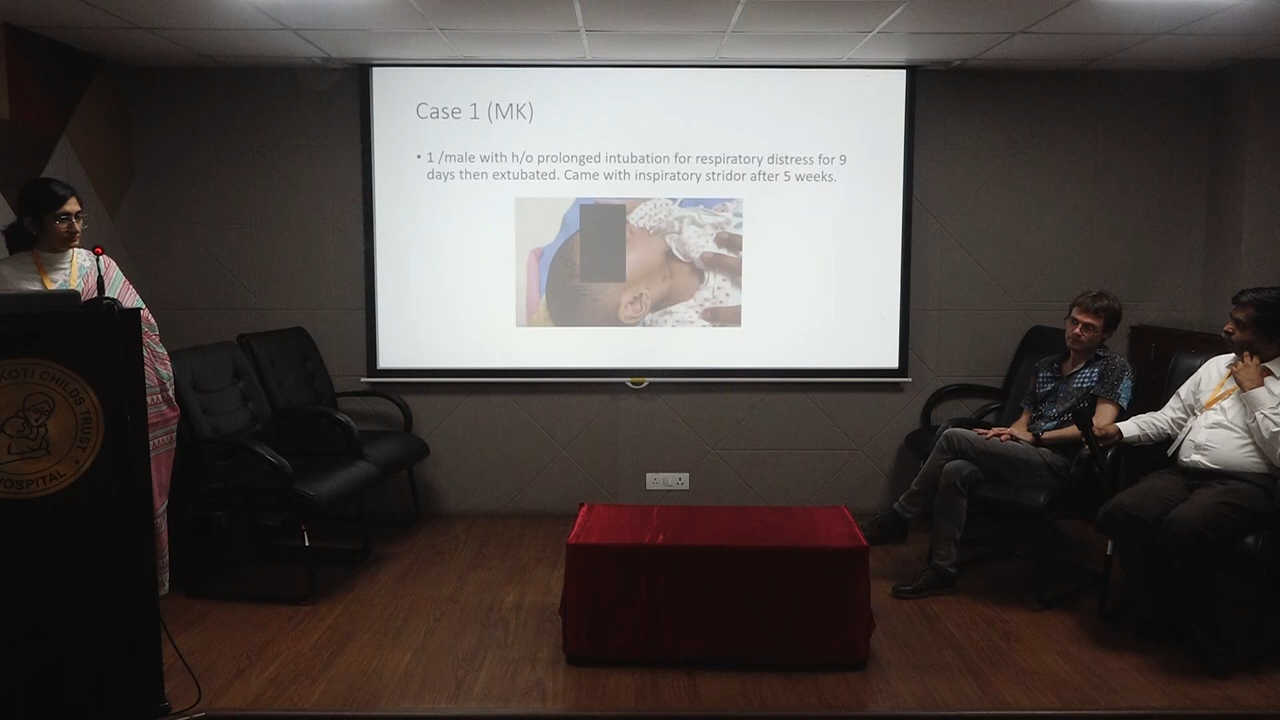 Case 1 (MK)
• 1 /male with h/o prolonged intubation for respiratory distress for 9
days then extubated. Came with inspiratory stridor after 5 weeks.
KOTI CHILDS TRUST
HOSPITAL